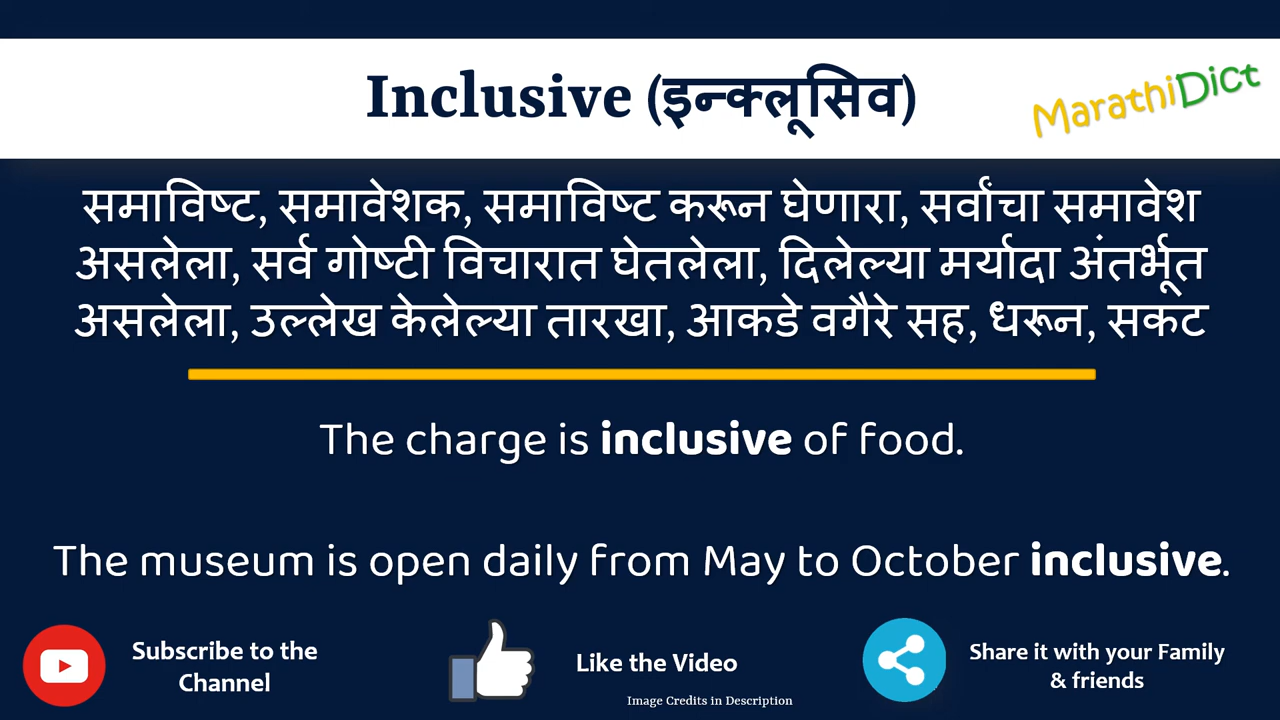 Inclusive (इन्क्लूसिव)
MarathiDict
समाविष्ट, समावेशक, समाविष्ट करून घेणारा, सर्वांचा समावेश
असलेला, सर्व गोष्टी विचारात घेतलेला, दिलेल्या मर्यादा अंतर्भूत
असलेला, उल्लेख केलेल्या तारखा, आकडे वगैरे सह, धरून, सकट
The charge is inclusive of food.
The museum is open daily from May to October inclusive.
Subscribe to the
Channel
Like the Video
Share it with your Family
& friends
Image Credits in Description